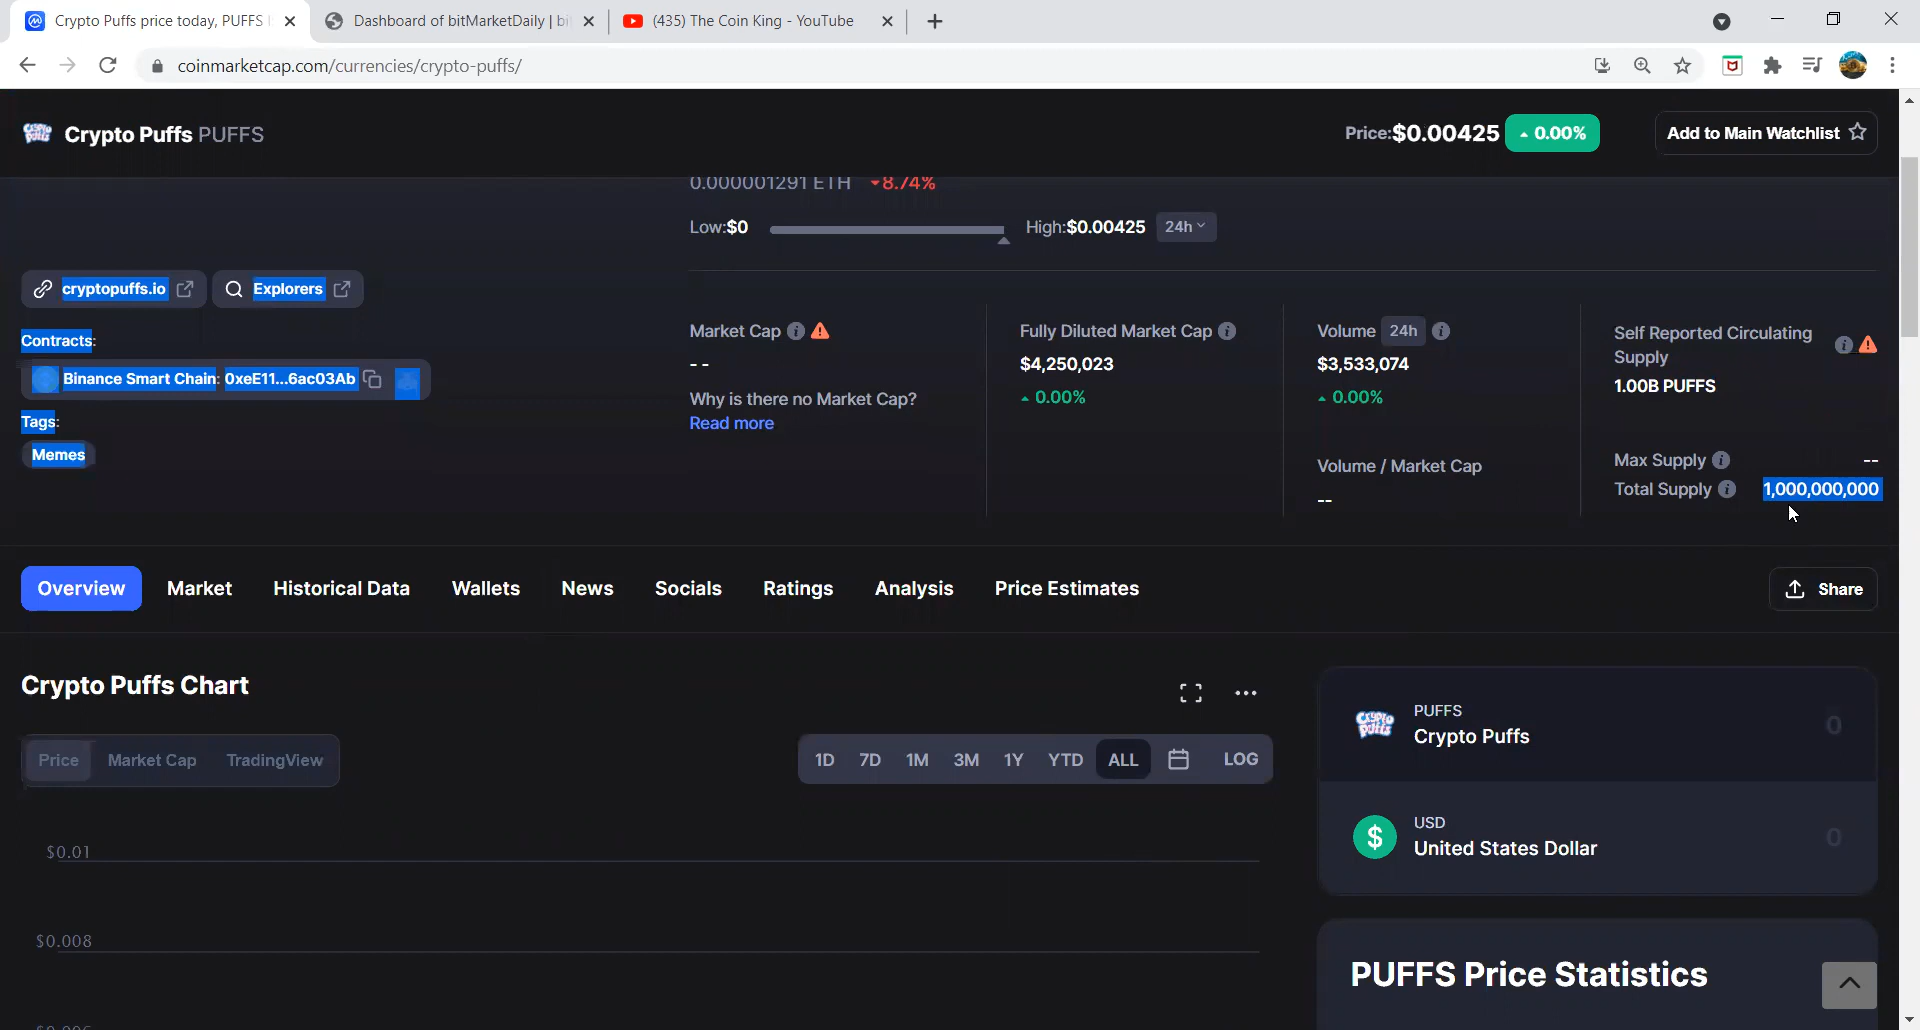 Crypto Puffs price today, PUFFS
Dashboard of bitMarketDaily | bi
(435) The Coin King - YouTube
coinmarketcap.com/currencies/crypto-puffs/
Crypto Puffs PUFFS
Price:$0.00425
0.00%
Add to Main Watchlist
0.000001291 ETH
8.74%
Low:$0
High:$0.00425
24h
cryptopuffs.io
Explorers
Contracts:
Binance Smart Chain: 0xeE11...6ac03Ab
Tags:
Memes
Market Cap
- -
Why is there no Market Cap?
Read more
Fully Diluted Market Cap
$4,250,023
0.00%
Volume 24h
$3,533,074
0.00%
Volume / Market Cap
--
Self Reported Circulating
Supply
1.00B PUFFS
Max Supply
--
Total Supply
1,000,000,000
Overview
Market
Historical Data
Wallets
News
Socials
Ratings
Analysis
Price Estimates
Share
Crypto Puffs Chart
Price
Market Cap
TradingView
1D
7D
1M
3M
1Y
YTD
ALL
LOG
$0.01
$0.008
PUFFS
Crypto Puffs
0
USD
United States Dollar
0
PUFFS Price Statistics